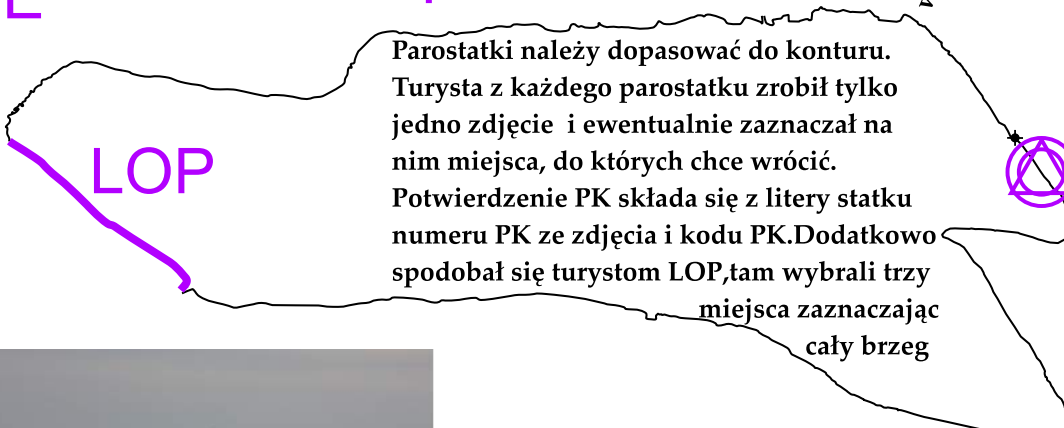 E
Parostatki należy dopasować do konturu.
Turysta z każdego parostatku zrobił tylko
jedno zdjęcie i ewentualnie zaznaczał na
LOP
nim miejsca, do których chce wrócić.
Potwierdzenie PK składa się z litery statku
numeru PK ze zdjęcia i kodu PK.Dodatkowo
spodobał się turystom LOP,tam wybrali trzy
miejsca zaznaczając
cały brzeg